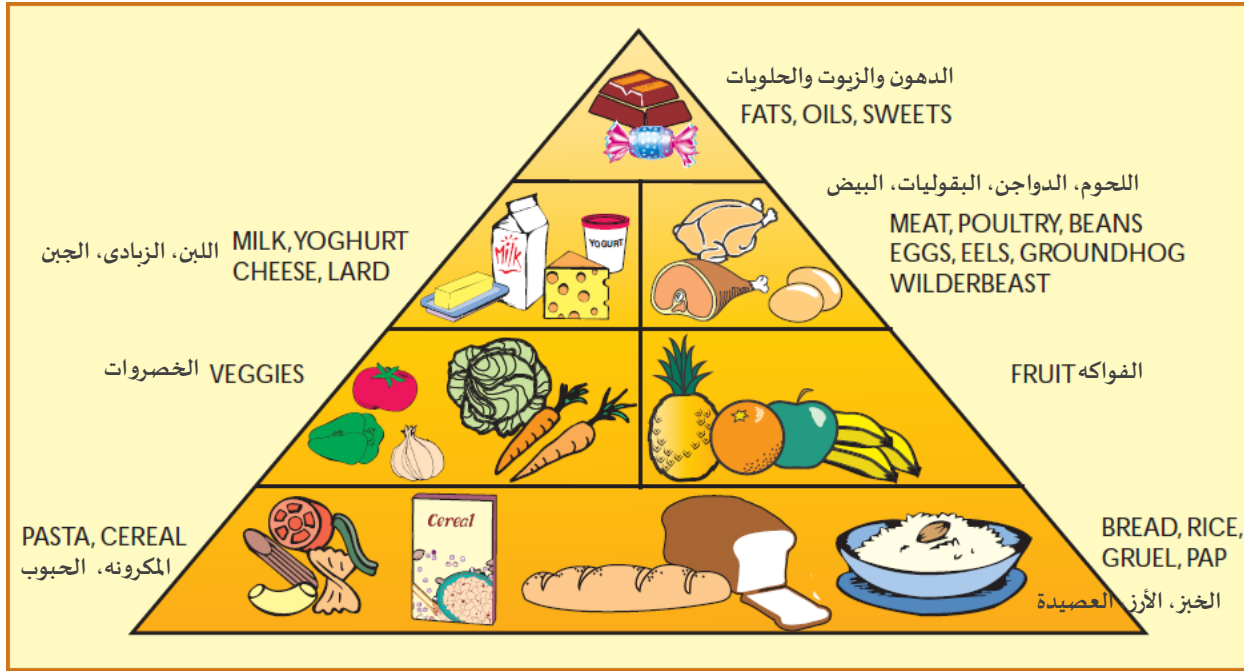 الدهون والزيوت والحلويات
FATS, OILS, SWEETS
اللحوم، الدواجن، البقوليات، البيض
MEAT, POULTRY, BEANS
EGGS, EELS, GROUNDHOG
WILDERBEAST
اللبن، الزبادى، الجبن
MILK, YOGHURT
CHEESE, LARD
Milk
YOGURT
الخصروات VEGGIES
FRUIT الفواكه
PASTA, CEREAL
المكرونه، الحبوب
Cereal
BREAD, RICE,
GRUEL, PAP
الخبز، الأرز، العصيدة